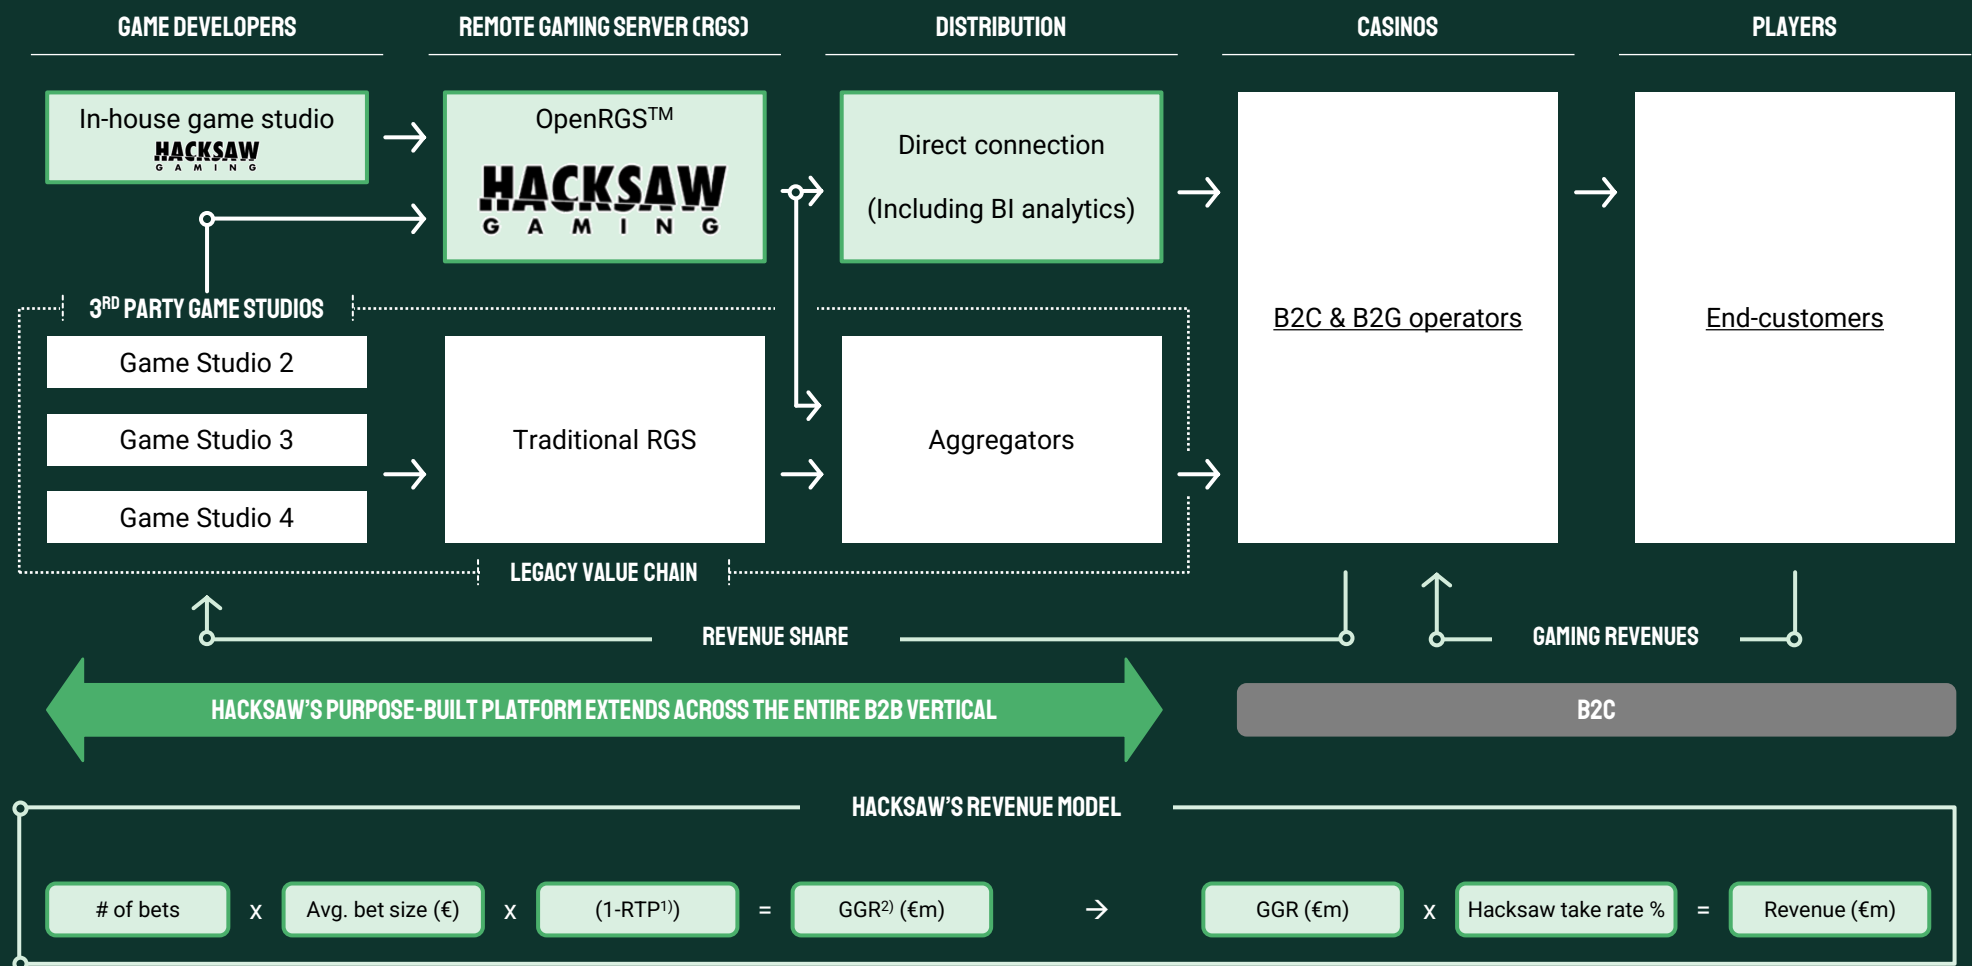 GAME DEVELOPERS
REMOTE GAMING SERVER (RGS)
DISTRIBUTION
CASINOS
PLAYERS
In-house game studio
HACKSAW
GAMING
OpenRGS™
HACKSAW
GAMING
Direct connection
(Including BI analytics)
B2C & B2G operators
End-customers
3RD PARTY GAME STUDIOS
Game Studio 2
Game Studio 3
Game Studio 4
Traditional RGS
Aggregators
LEGACY VALUE CHAIN
REVENUE SHARE
GAMING REVENUES
HACKSAW'S PURPOSE-BUILT PLATFORM EXTENDS ACROSS THE ENTIRE B2B VERTICAL
B2C
HACKSAW'S REVENUE MODEL
# of bets x Avg. bet size (€) x (1-RTP1)) = GGR2) (€m) → GGR (€m) x Hacksaw take rate % = Revenue (€m)